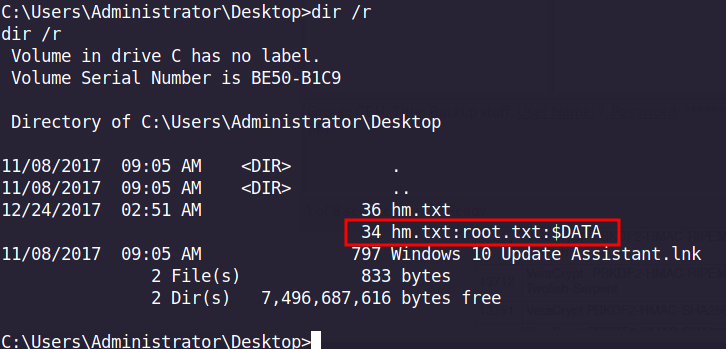 C:\Users\Administrator\Desktop>dir /r
dir /r
 Volume in drive C has no label.
 Volume Serial Number is BE50-B1C9
 Directory of C:\Users\Administrator\Desktop
11/08/2017  09:05 AM    <DIR>          .
11/08/2017  09:05 AM    <DIR>          ..
12/24/2017  02:51 AM                36 hm.txt
                                    34 hm.txt:root.txt:$DATA
11/08/2017  09:05 AM               797 Windows 10 Update Assistant.lnk
               2 File(s)            833 bytes
               2 Dir(s)   7,496,687,616 bytes free
C:\Users\Administrator\Desktop>